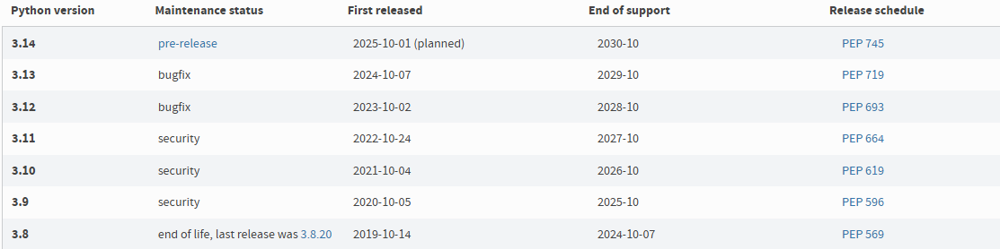 Python version Maintenance status First released End of support Release schedule
3.14 pre-release 2025-10-01 (planned) 2030-10 PEP 745
3.13 bugfix 2024-10-07 2029-10 PEP 719
3.12 bugfix 2023-10-02 2028-10 PEP 693
3.11 security 2022-10-24 2027-10 PEP 664
3.10 security 2021-10-04 2026-10 PEP 619
3.9 security 2020-10-05 2025-10 PEP 596
3.8 end of life, last release was 3.8.20 2019-10-14 2024-10-07 PEP 569